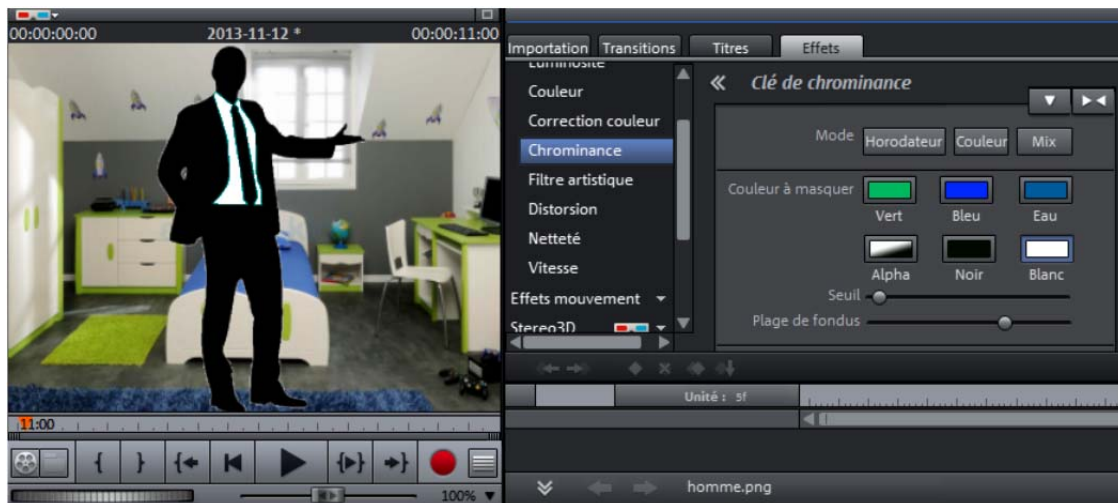 00:00:00:00 2013-11-12 * 00:00:11:00
11:00
100%
Importation Transitions Titres Effets
Luminosité
Couleur
Correction couleur
Chrominance
Filtre artistique
Distorsion
Netteté
Vitesse
Effets mouvement
Stereo3D
Clé de chrominance
Mode Horodateur Couleur Mix
Couleur à masquer
Vert Bleu Eau
Alpha Noir Blanc
Seuil
Plage de fondus
Unité : 5f
homme.png